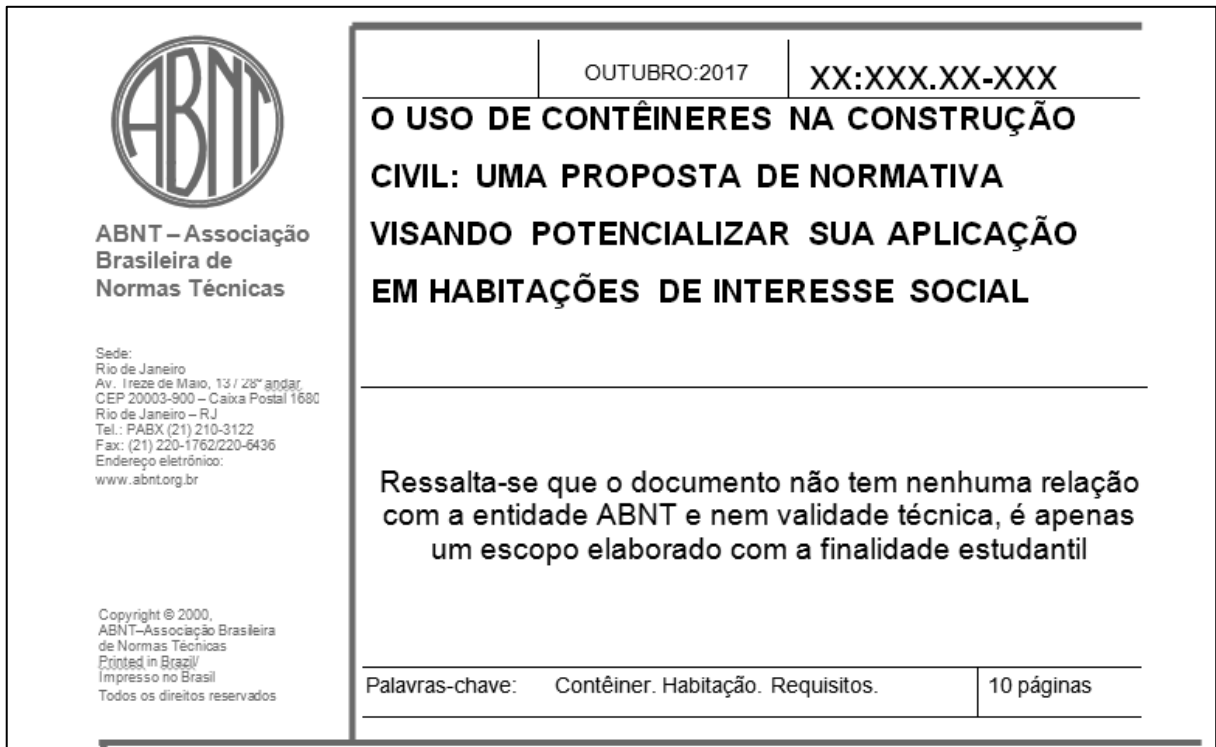 ABNT
ABNT – Associação
Brasileira de
Normas Técnicas
Sede:
Rio de Janeiro
Av. Treze de Maio, 13 / 28º andar
CEP 20003-900 – Caixa Postal 1680
Rio de Janeiro – RJ
Tel.: PABX (21) 210-3122
Fax: (21) 220-1762/220-6436
Endereço eletrônico:
www.abnt.org.br
Copyright © 2000,
ABNT–Associação Brasileira
de Normas Técnicas
Printed in Brazil/
Impresso no Brasil
Todos os direitos reservados
OUTUBRO:2017
XX:XXX.XX-XXX
O USO DE CONTÊINERES NA CONSTRUÇÃO
CIVIL: UMA PROPOSTA DE NORMATIVA
VISANDO POTENCIALIZAR SUA APLICAÇÃO
EM HABITAÇÕES DE INTERESSE SOCIAL
Ressalta-se que o documento não tem nenhuma relação
com a entidade ABNT e nem validade técnica, é apenas
um escopo elaborado com a finalidade estudantil
Palavras-chave: Contêiner. Habitação. Requisitos.
10 páginas